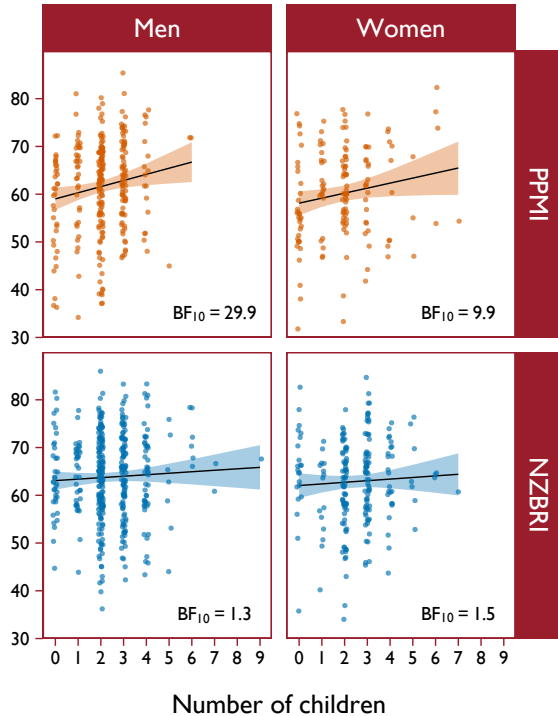 Men Women
80
70
60
50
40
30
BF₁₀ = 29.9
BF₁₀ = 9.9
PPMI
80
70
60
50
40
30
BF₁₀ = 1.3
BF₁₀ = 1.5
NZBRI
0 1 2 3 4 5 6 7 8 9 0 1 2 3 4 5 6 7 8 9
Number of children